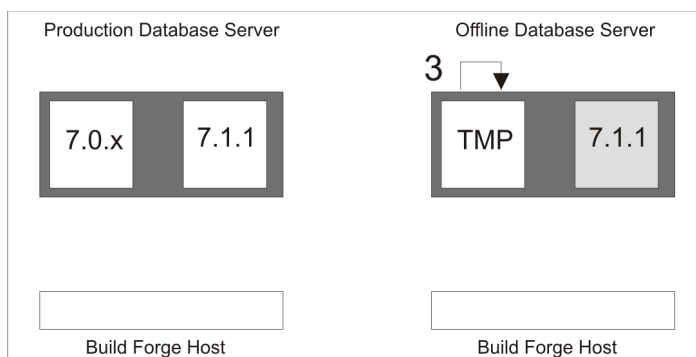 Production Database Server
Offline Database Server
3
7.0.x
7.1.1
TMP
7.1.1
Build Forge Host
Build Forge Host